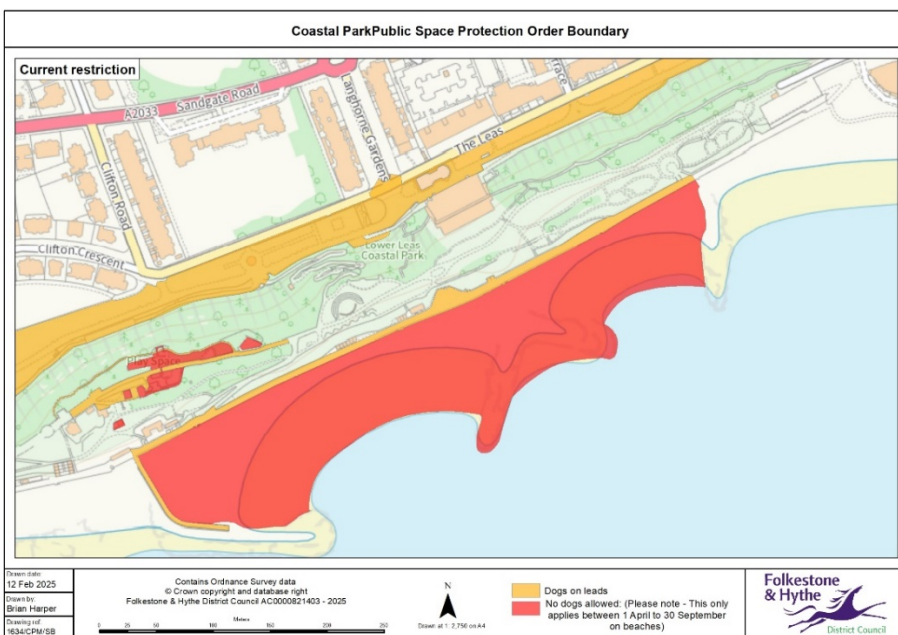 Coastal ParkPublic Space Protection Order Boundary
Current restriction
A2033
Sandgate Road
Langhorne Gardens
The Leas
Clifton Road
Clifton Crescent
Lower Leas
Coastal Park
Play Space
Drawn date:
12 Feb 2025
Drawn by:
Brian Harper
Drawing ref:
1634/CPM/SB
Contains Ordnance Survey data
© Crown copyright and database right
Folkestone & Hythe District Council AC0000821403 - 2025
Metres
0 25 50 100 150 200 250
N
Drawn at 1: 2,750 on A4
Dogs on leads
No dogs allowed: (Please note - This only
applies between 1 April to 30 September
on beaches)
Folkestone
& Hythe
District Council